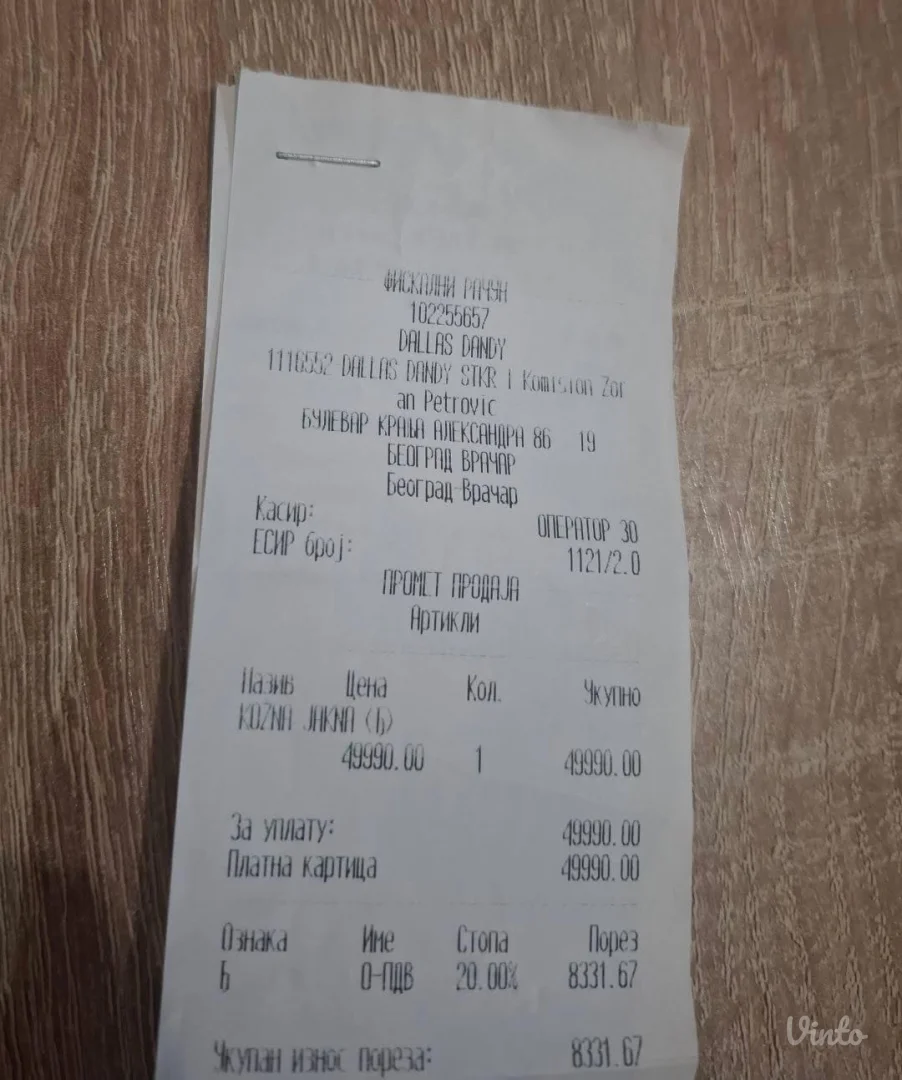 ФИСКАЛНИ РАЧУН
102255657
DALLAS DANDY
1116552 DALLAS DANDY STKR i Komision Zor
an Petrovic
БУЛЕВАР КРАЉА АЛЕКСАНДРА 86 19
БЕОГРАД ВРАЧАР
Београд-Врачар
Касир: ОПЕРАТОР 30
ЕСИР број: 1121/2.0
ПРОМЕТ ПРОДАЈА
Артикли
Назив Цена Кол. Укупно
KOZNA JAKNA (Ђ)
49990.00 1 49990.00
За уплату: 49990.00
Платна картица 49990.00
Ознака Име Стопа Порез
Ђ О-ПДВ 20.00% 8331.67
Укупан износ пореза: 8331.67
Vinto